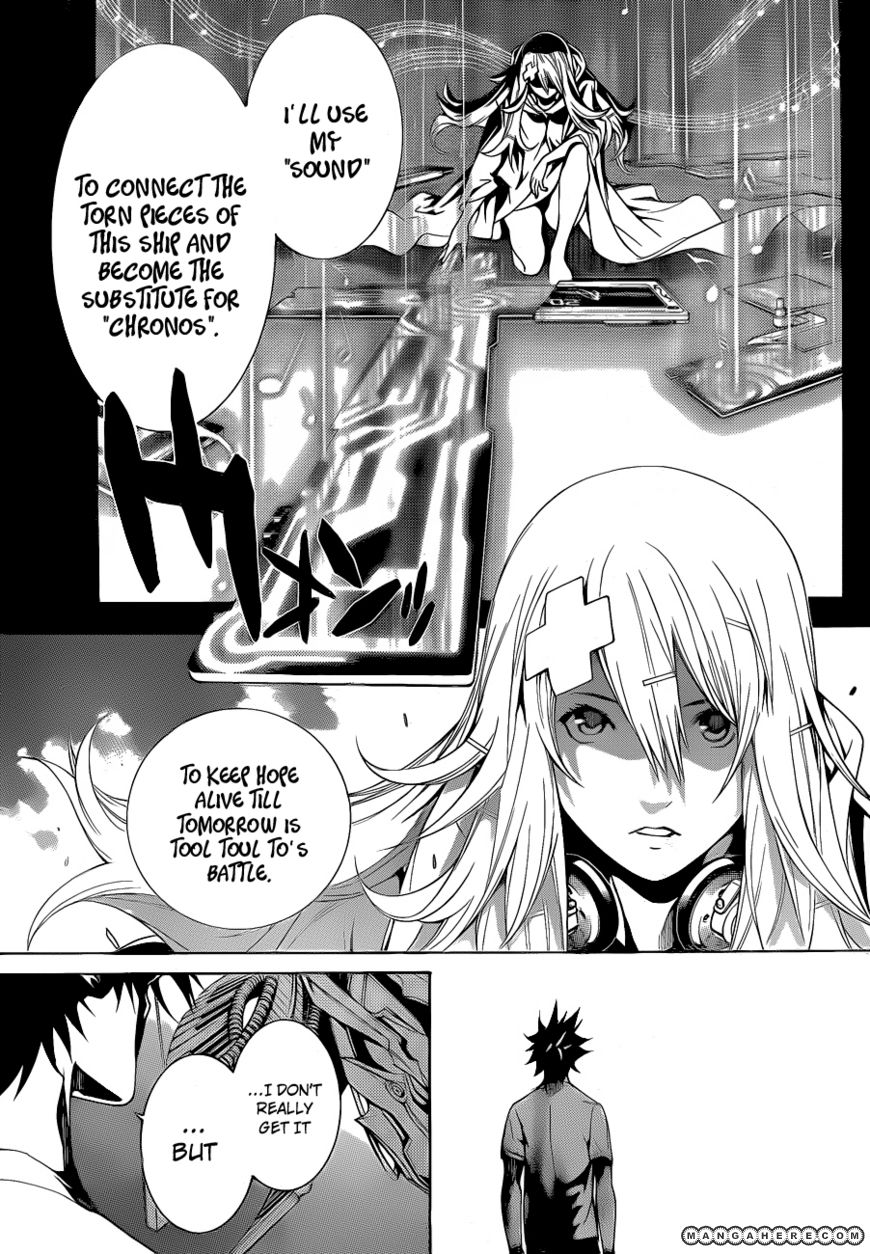 I'LL USE
MY
"SOUND"
TO CONNECT THE
TORN PIECES OF
THIS SHIP AND
BECOME THE
SUBSTITUTE FOR
"CHRONOS".
TO KEEP HOPE
ALIVE TILL
TOMORROW IS
TOOL TOUL TO'S
BATTLE.
...I DON'T
REALLY
GET IT
...
BUT
MANGAHERE.COM